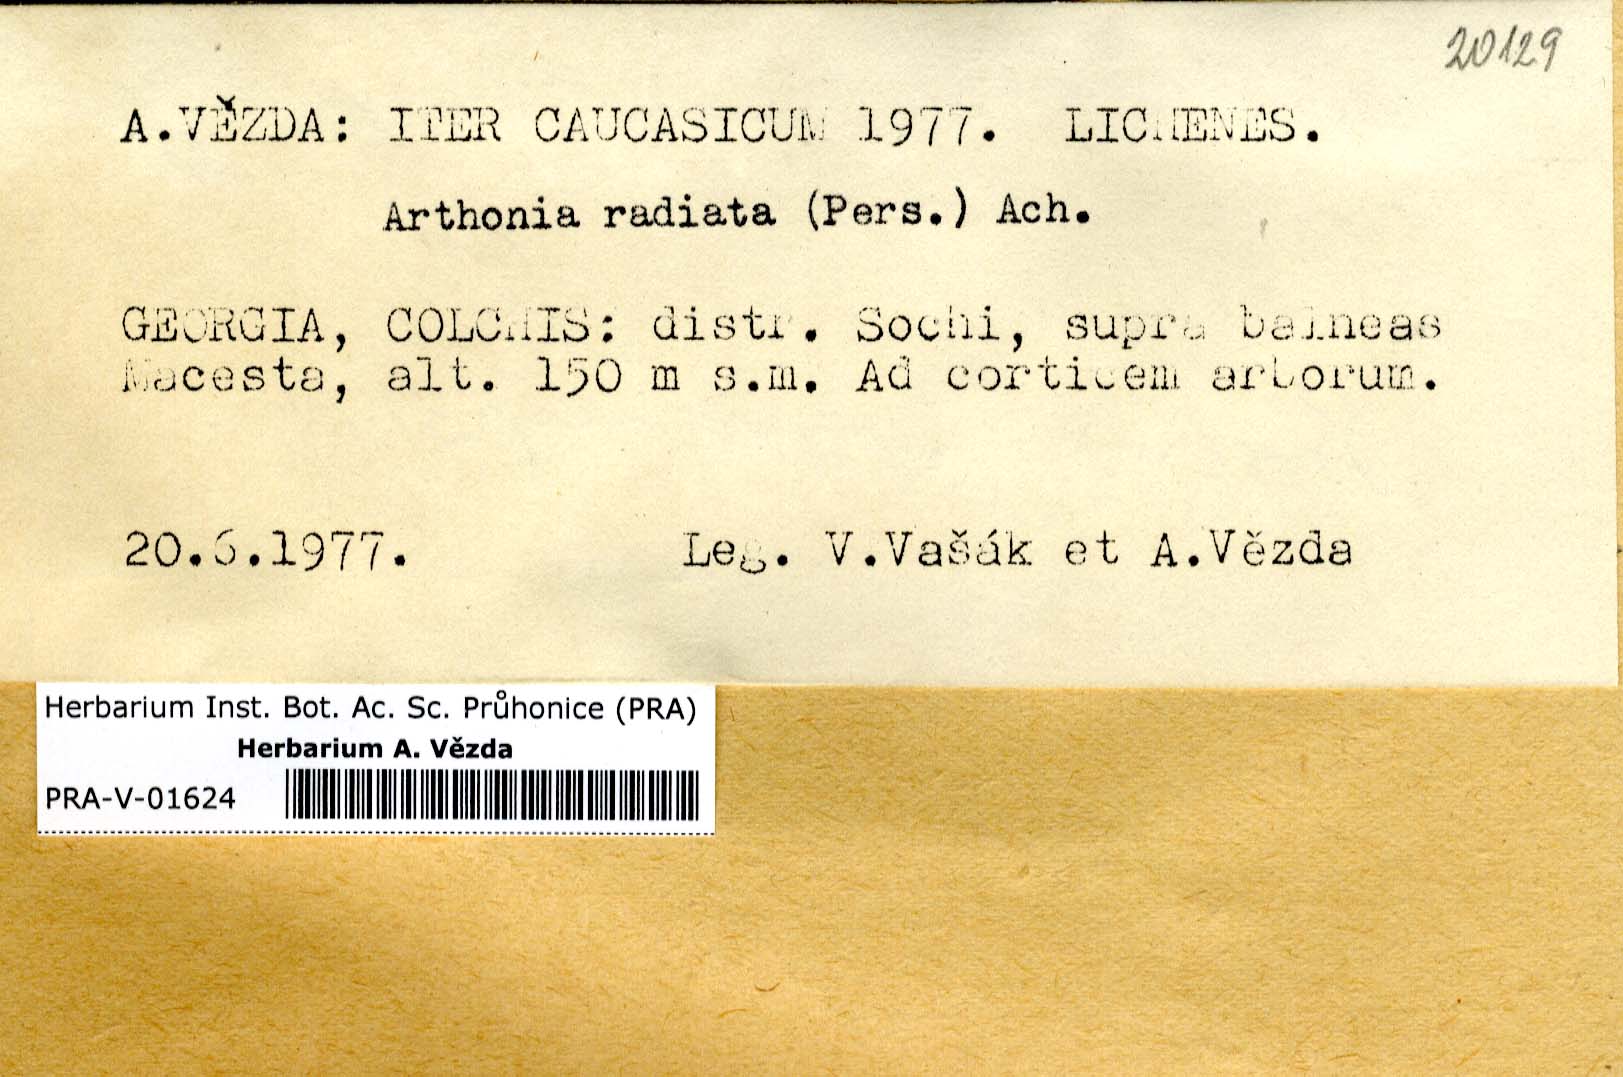 20129
A.VĚZDA: ITER CAUCASICUM 1977. LICHENES.
Arthonia radiata (Pers.) Ach.
GEORGIA, COLCHIS: distr. Sochi, supra balneas
Macesta, alt. 150 m s.m. Ad corticem arborum.
20.6.1977. Leg. V.Vašák et A.Vězda
Herbarium Inst. Bot. Ac. Sc. Průhonice (PRA)
Herbarium A. Vězda
PRA-V-01624